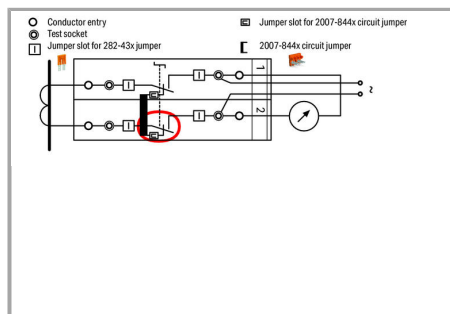 Conductor entry
Test socket
Jumper slot for 282-43x jumper
Jumper slot for 2007-844x circuit jumper
2007-844x circuit jumper
1
2
~